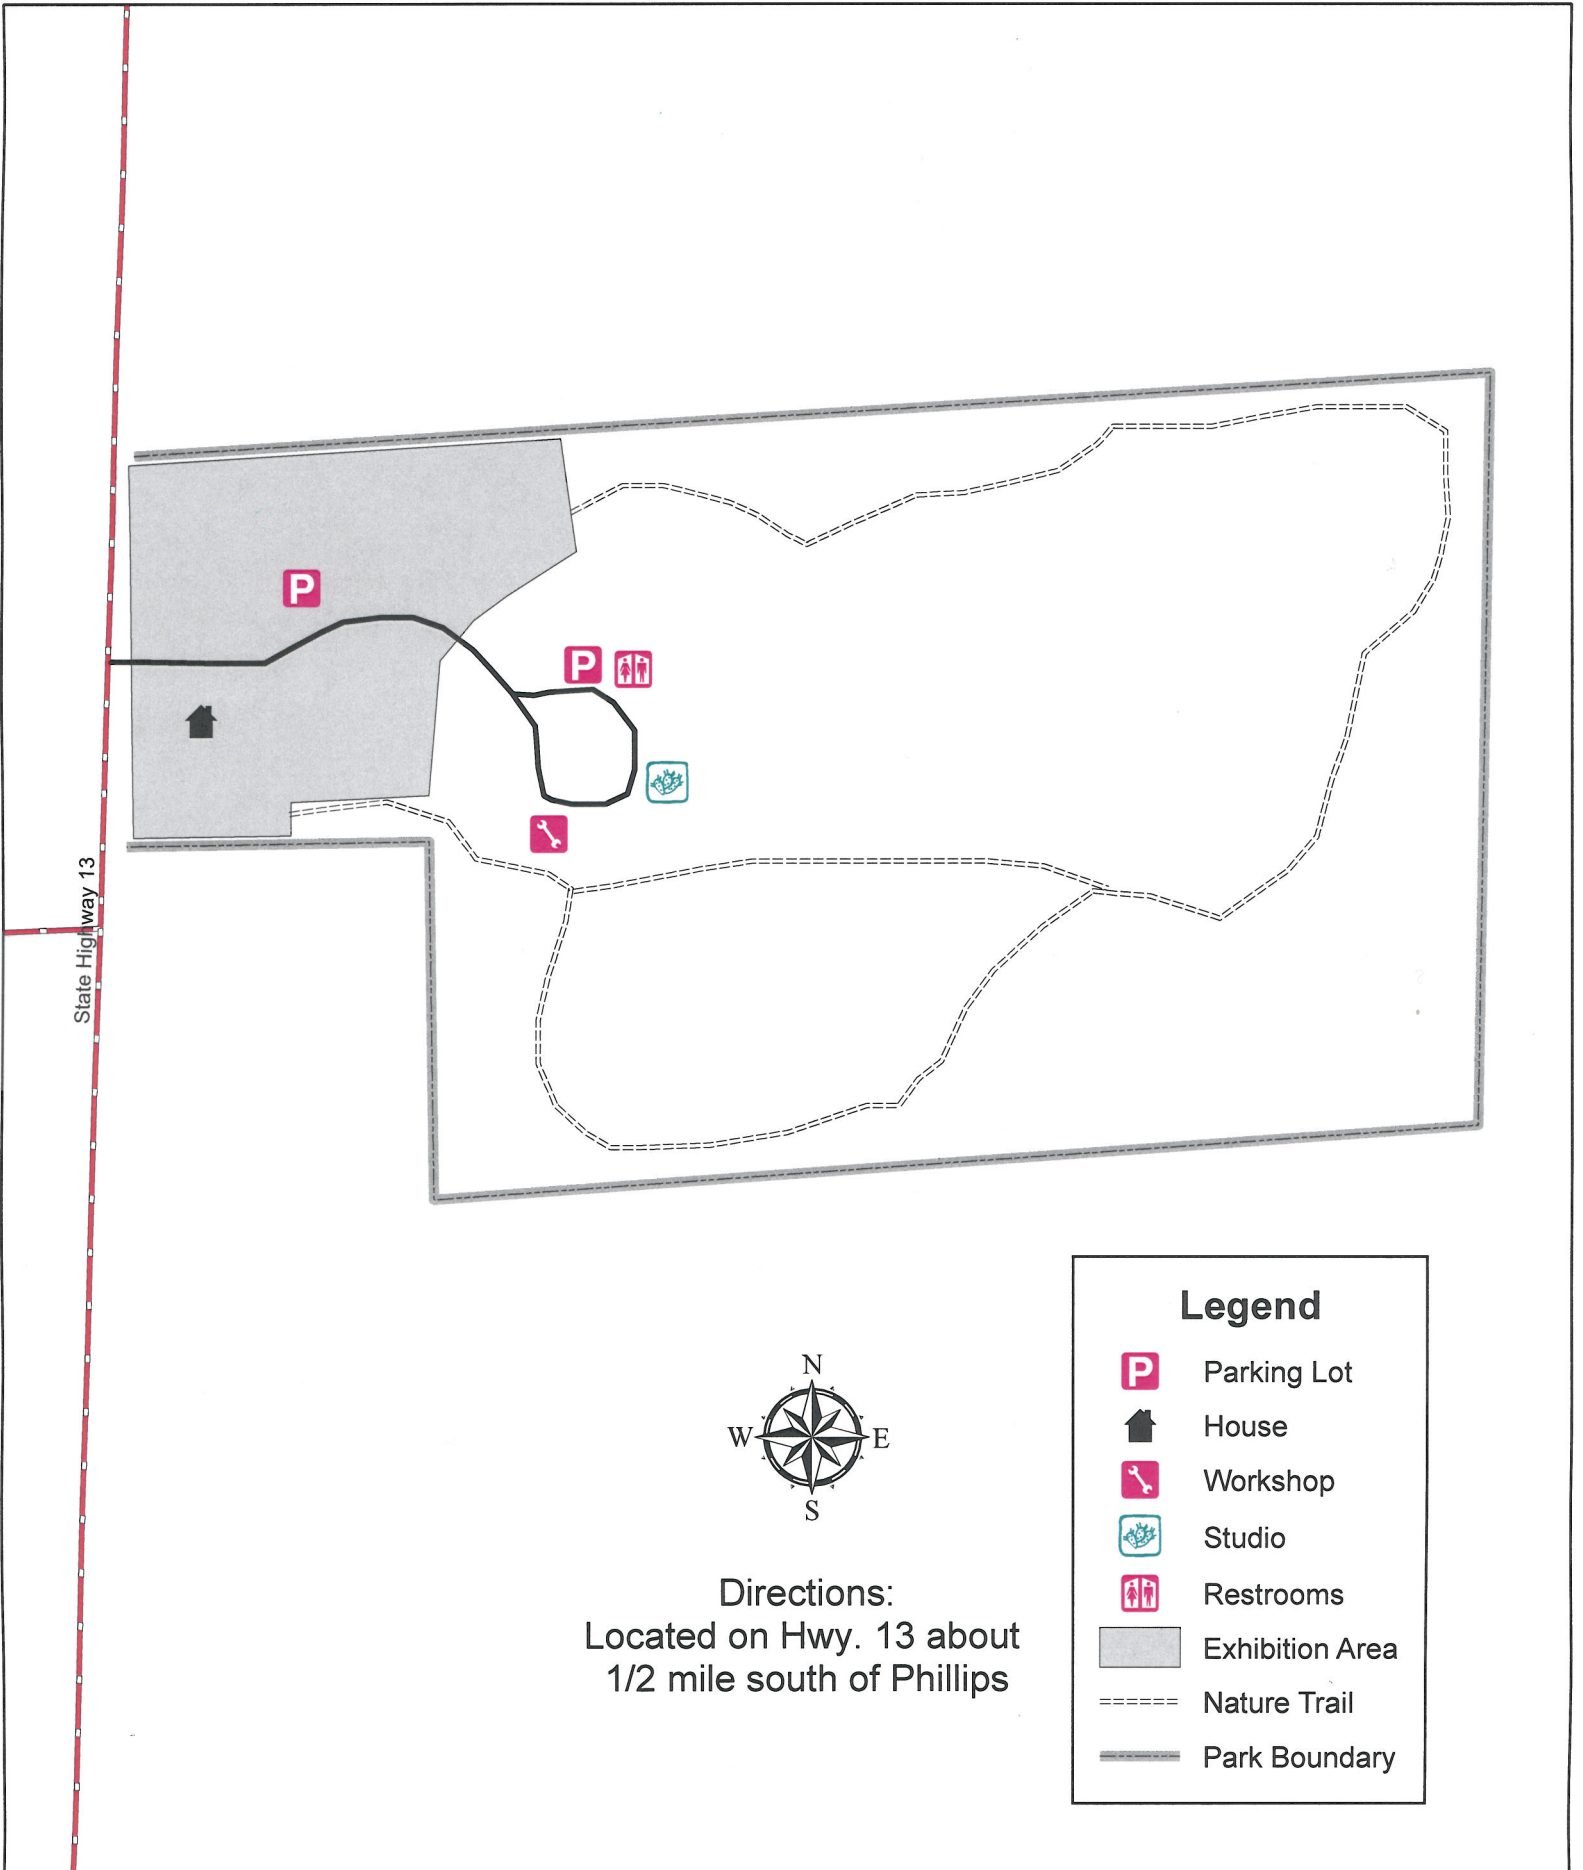 P
P
State Highway 13
N
W E
S
Directions:
Located on Hwy. 13 about
1/2 mile south of Phillips
Legend
P Parking Lot
House
Workshop
Studio
Restrooms
Exhibition Area
Nature Trail
Park Boundary